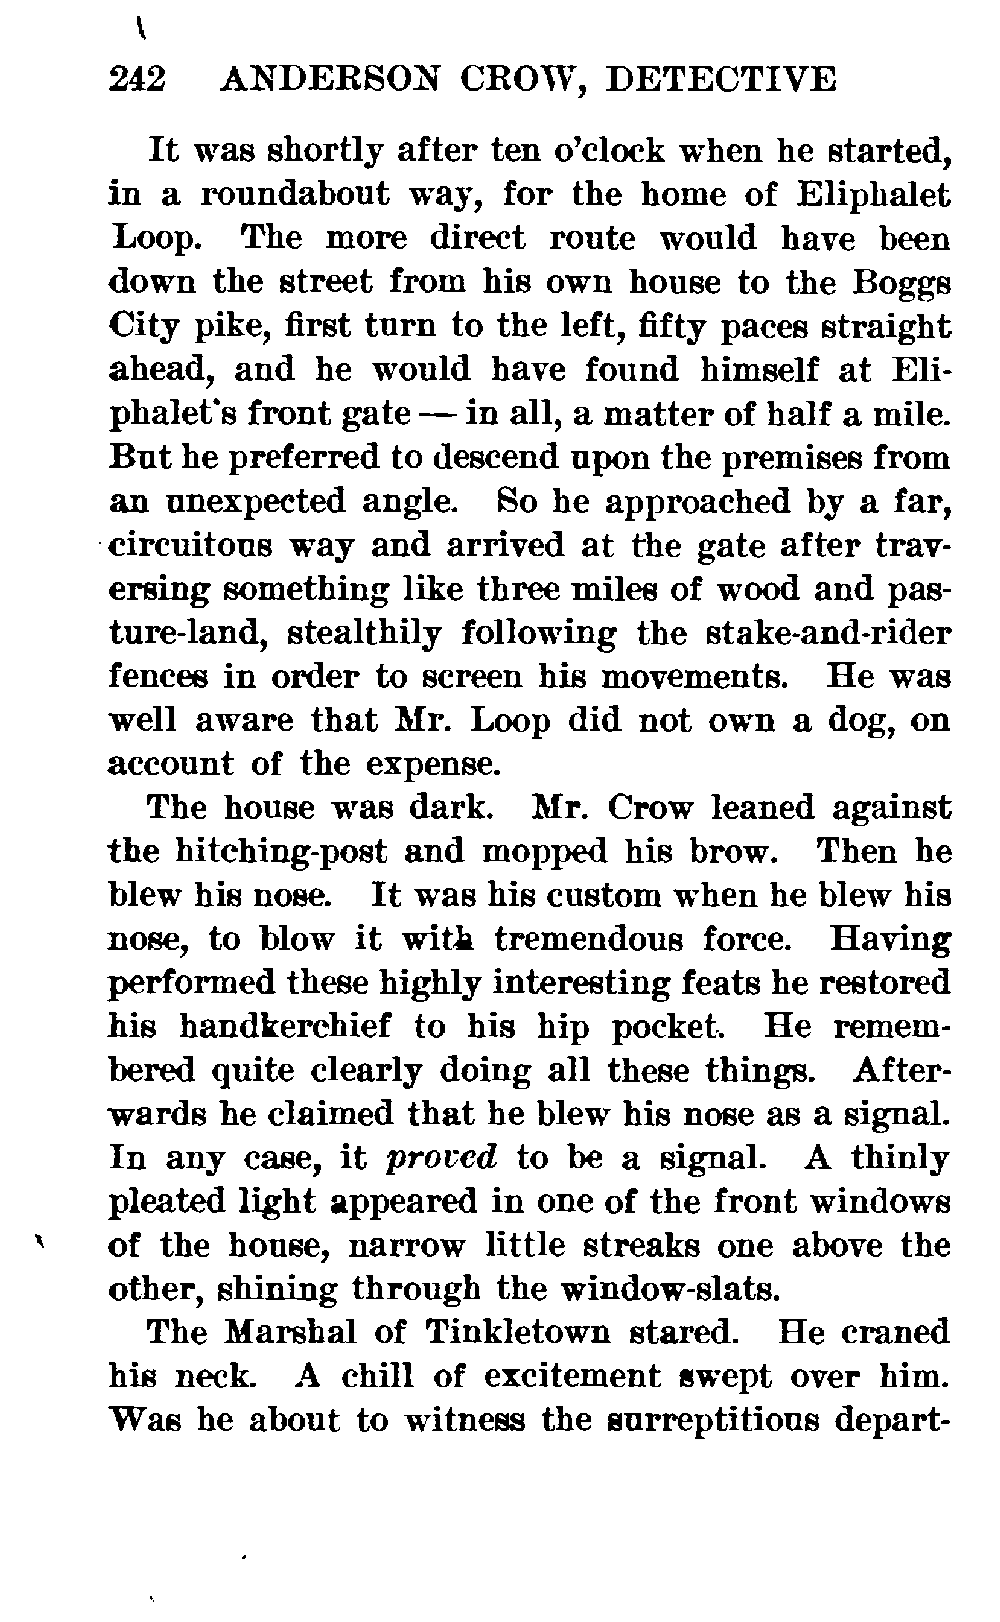 242 ANDERSON CROW, DETECTIVE
It was shortly after ten o'clock when he started,
in a roundabout way, for the home of Eliphalet
Loop. The more direct route would have been
down the street from his own house to the Boggs
City pike, first turn to the left, fifty paces straight
ahead, and he would have found himself at Eli-
phalet's front gate — in all, a matter of half a mile.
But he preferred to descend upon the premises from
an unexpected angle. So he approached by a far,
circuitous way and arrived at the gate after trav-
ersing something like three miles of wood and pas-
ture-land, stealthily following the stake-and-rider
fences in order to screen his movements. He was
well aware that Mr. Loop did not own a dog, on
account of the expense.
The house was dark. Mr. Crow leaned against
the hitching-post and mopped his brow. Then he
blew his nose. It was his custom when he blew his
nose, to blow it with tremendous force. Having
performed these highly interesting feats he restored
his handkerchief to his hip pocket. He remem-
bered quite clearly doing all these things. After-
wards he claimed that he blew his nose as a signal.
In any case, it proved to be a signal. A thinly
pleated light appeared in one of the front windows
of the house, narrow little streaks one above the
other, shining through the window-slats.
The Marshal of Tinkletown stared. He craned
his neck. A chill of excitement swept over him.
Was he about to witness the surreptitious depart-